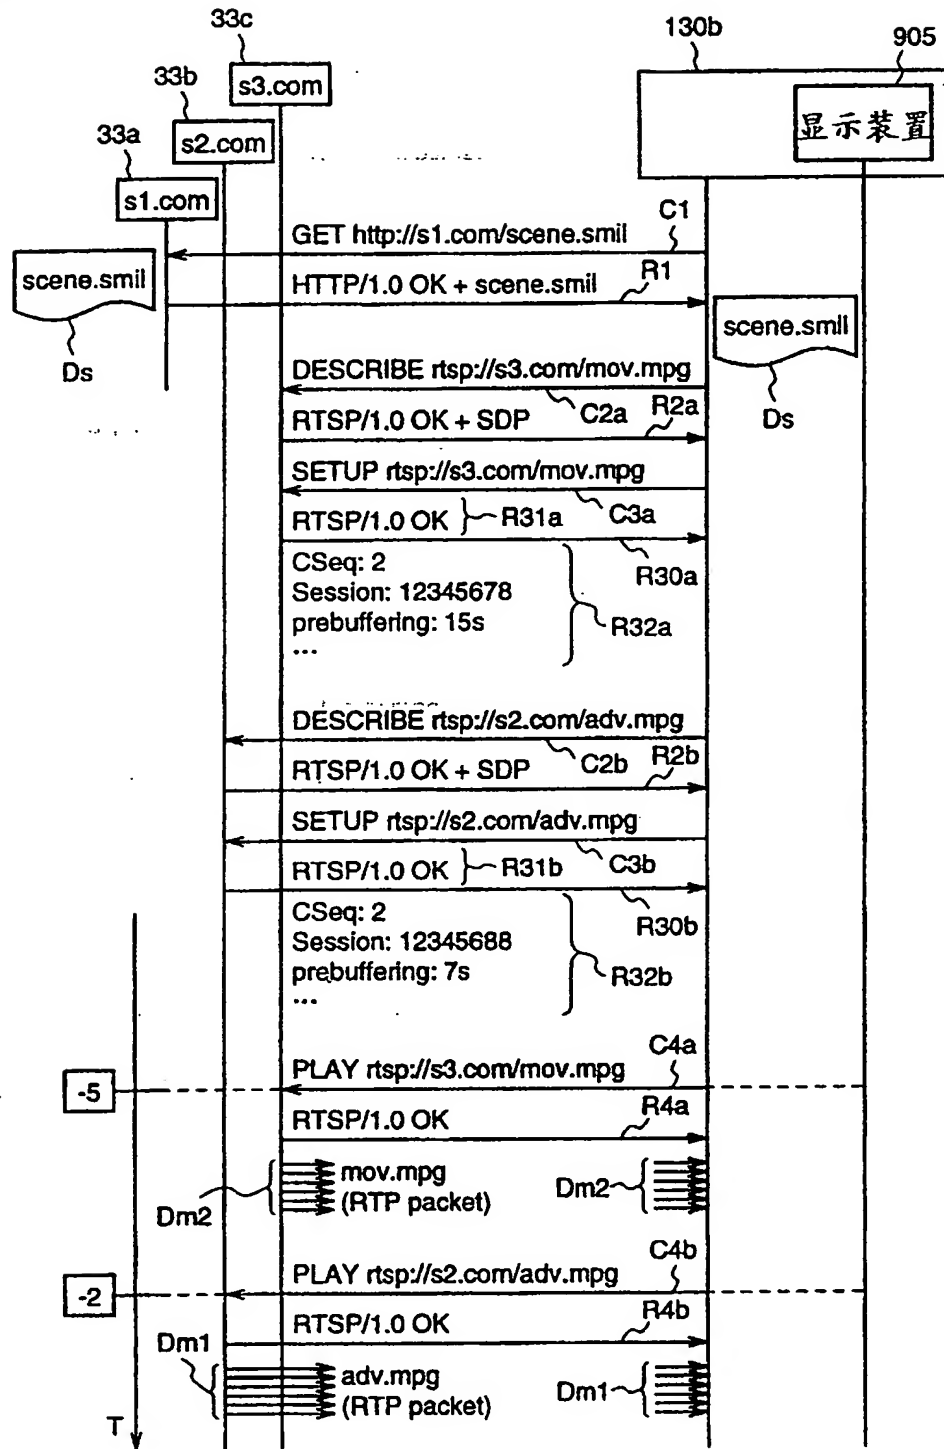 33c
s3.com
33b
s2.com
33a
s1.com
130b
905
显示装置
C1
GET http://s1.com/scene.smil
R1
HTTP/1.0 OK + scene.smil
scene.smil
Ds
scene.smil
Ds
DESCRIBE rtsp://s3.com/mov.mpg
C2a
R2a
RTSP/1.0 OK + SDP
SETUP rtsp://s3.com/mov.mpg
C3a
RTSP/1.0 OK
R31a
R30a
CSeq: 2
Session: 12345678
prebuffering: 15s
...
R32a
DESCRIBE rtsp://s2.com/adv.mpg
C2b
R2b
RTSP/1.0 OK + SDP
SETUP rtsp://s2.com/adv.mpg
C3b
RTSP/1.0 OK
R31b
R30b
CSeq: 2
Session: 12345688
prebuffering: 7s
...
R32b
C4a
PLAY rtsp://s3.com/mov.mpg
-5
R4a
RTSP/1.0 OK
mov.mpg
(RTP packet)
Dm2
Dm2
C4b
PLAY rtsp://s2.com/adv.mpg
-2
R4b
RTSP/1.0 OK
Dm1
adv.mpg
(RTP packet)
Dm1
T